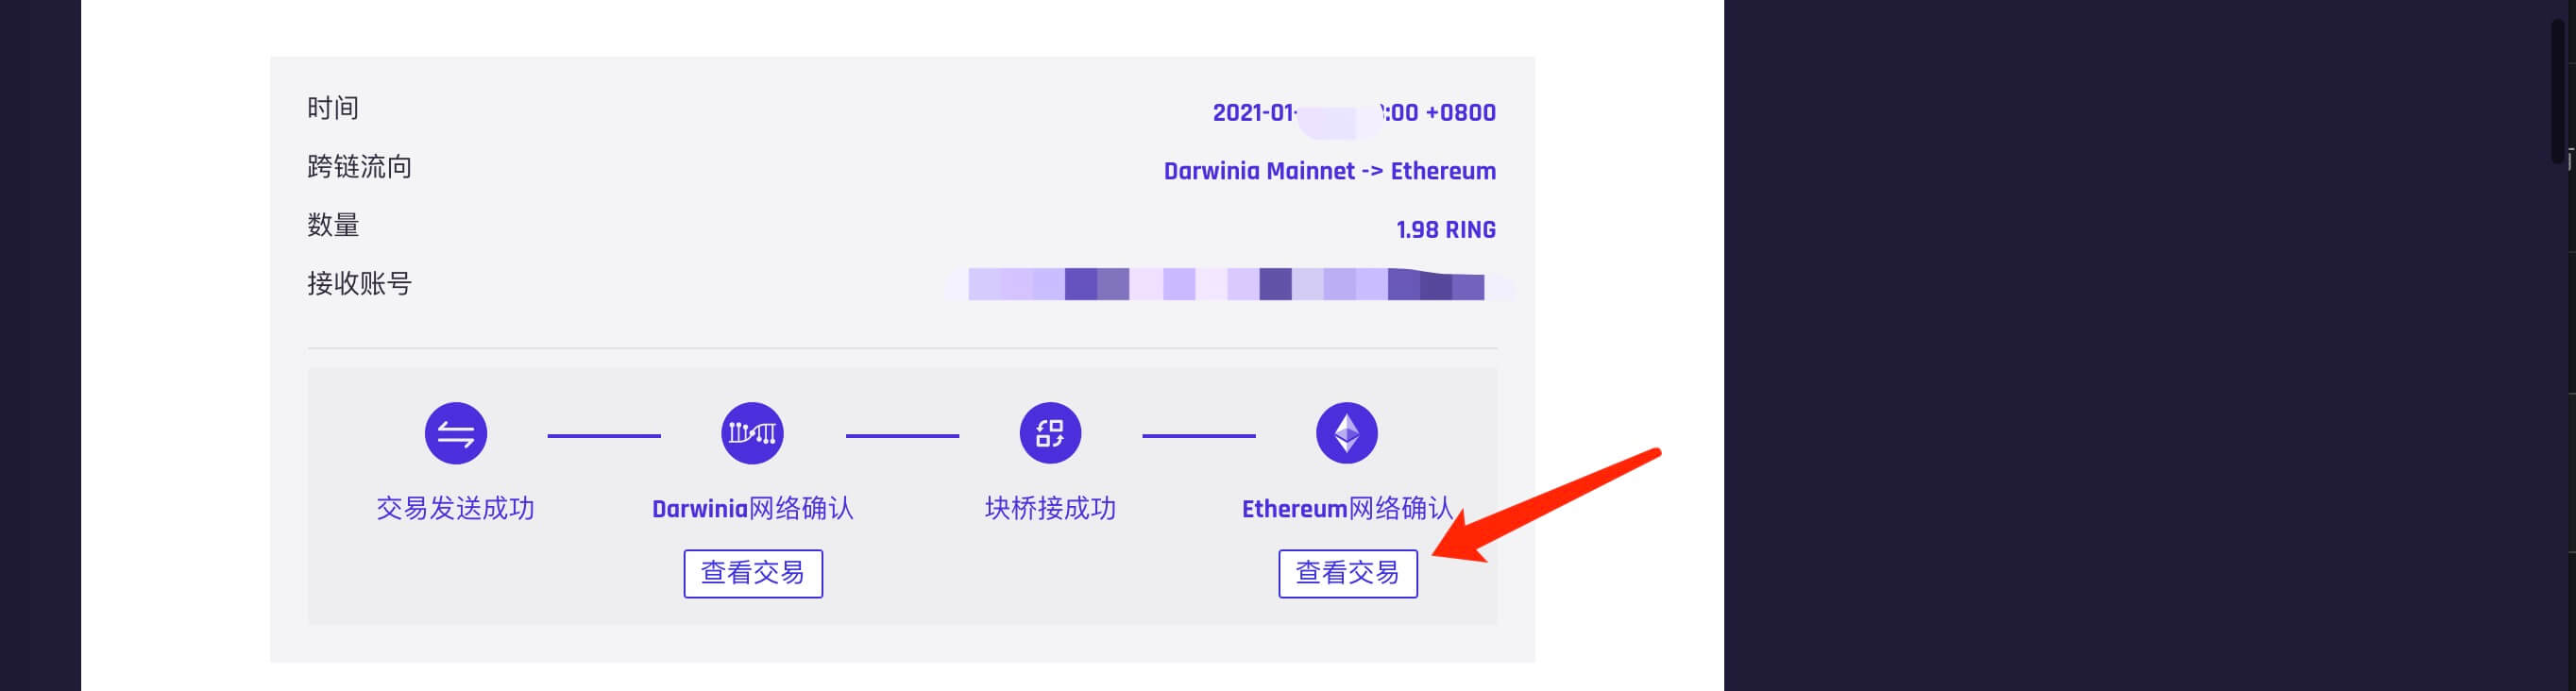 时间
2021-01- :00 +0800
跨链流向
Darwinia Mainnet -> Ethereum
数量
1.98 RING
接收账号
交易发送成功
Darwinia网络确认
块桥接成功
Ethereum网络确认
查看交易
查看交易